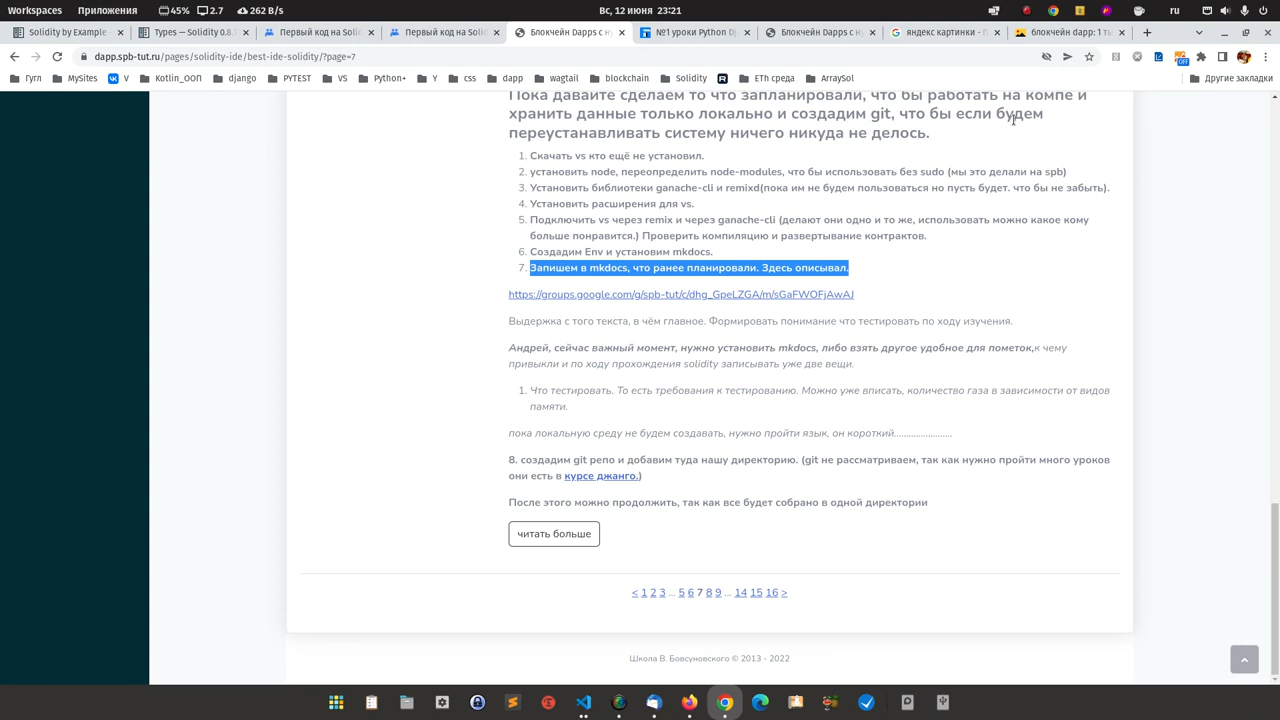 Приложения
Places
45%
2.7
262 B/s
Вс, 12 июня 23:21
ru
Solidity by Example
Types — Solidity 0.8.
Первый код на Sol
Первый код на Sol
Блокчейн Dapps с ну
№1 уроки Python Dj
Блокчейн Dapps с н
яндекс картинки - П
блокчейн dapp: 1 ты
dapp.spb-tut.ru/pages/solidity-ide/best-ide-solidity/?page=7
OFF
Гугл
MySites
V
Kotlin_ООП
django
PYTEST
VS
Python+
Y
css
dapp
wagtail
blockchain
Solidity
ETh среда
ArraySol
Другие закладки
Пока давайте сделаем то что запланировали, что бы работать на компе и
хранить данные только локально и создадим git, что бы если будем
переустанавливать систему ничего никуда не делось.
1. Скачать vs кто ещё не установил.
2. установить node, переопределить node-modules, что бы использовать без sudo (мы это делали на spb)
3. Установить библиотеки ganache-cli и remixd(пока им не будем пользоваться но пусть будет. что бы не забыть).
4. Установить расширения для vs.
5. Подключить vs через remix и через ganache-cli (делают они одно и то же, использовать можно какое кому
больше понравится.) Проверить компиляцию и развертывание контрактов.
6. Создадим Env и установим mkdocs.
7. Запишем в mkdocs, что ранее планировали. Здесь описывал.
https://groups.google.com/g/spb-tut/c/dhg_GpeLZGA/m/sGaFWOFjAwAJ
Выдержка с того текста, в чём главное. Формировать понимание что тестировать по ходу изучения.
Андрей, сейчас важный момент, нужно установить mkdocs, либо взять другое удобное для пометок,к чему
привыкли и по ходу прохождения solidity записывать уже две вещи.
1. Что тестировать. То есть требования к тестированию. Можно уже вписать, количество газа в зависимости от видов
памяти.
пока локальную среду не будем создавать, нужно пройти язык, он короткий........................
8. создадим git репо и добавим туда нашу директорию. (git не рассматриваем, так как нужно пройти много уроков
они есть в курсе джанго.)
После этого можно продолжить, так как все будет собрано в одной директории
читать больше
< 1 2 3 ... 5 6 7 8 9 ... 14 15 16 >
Школа В. Бовсуновского © 2013 - 2022